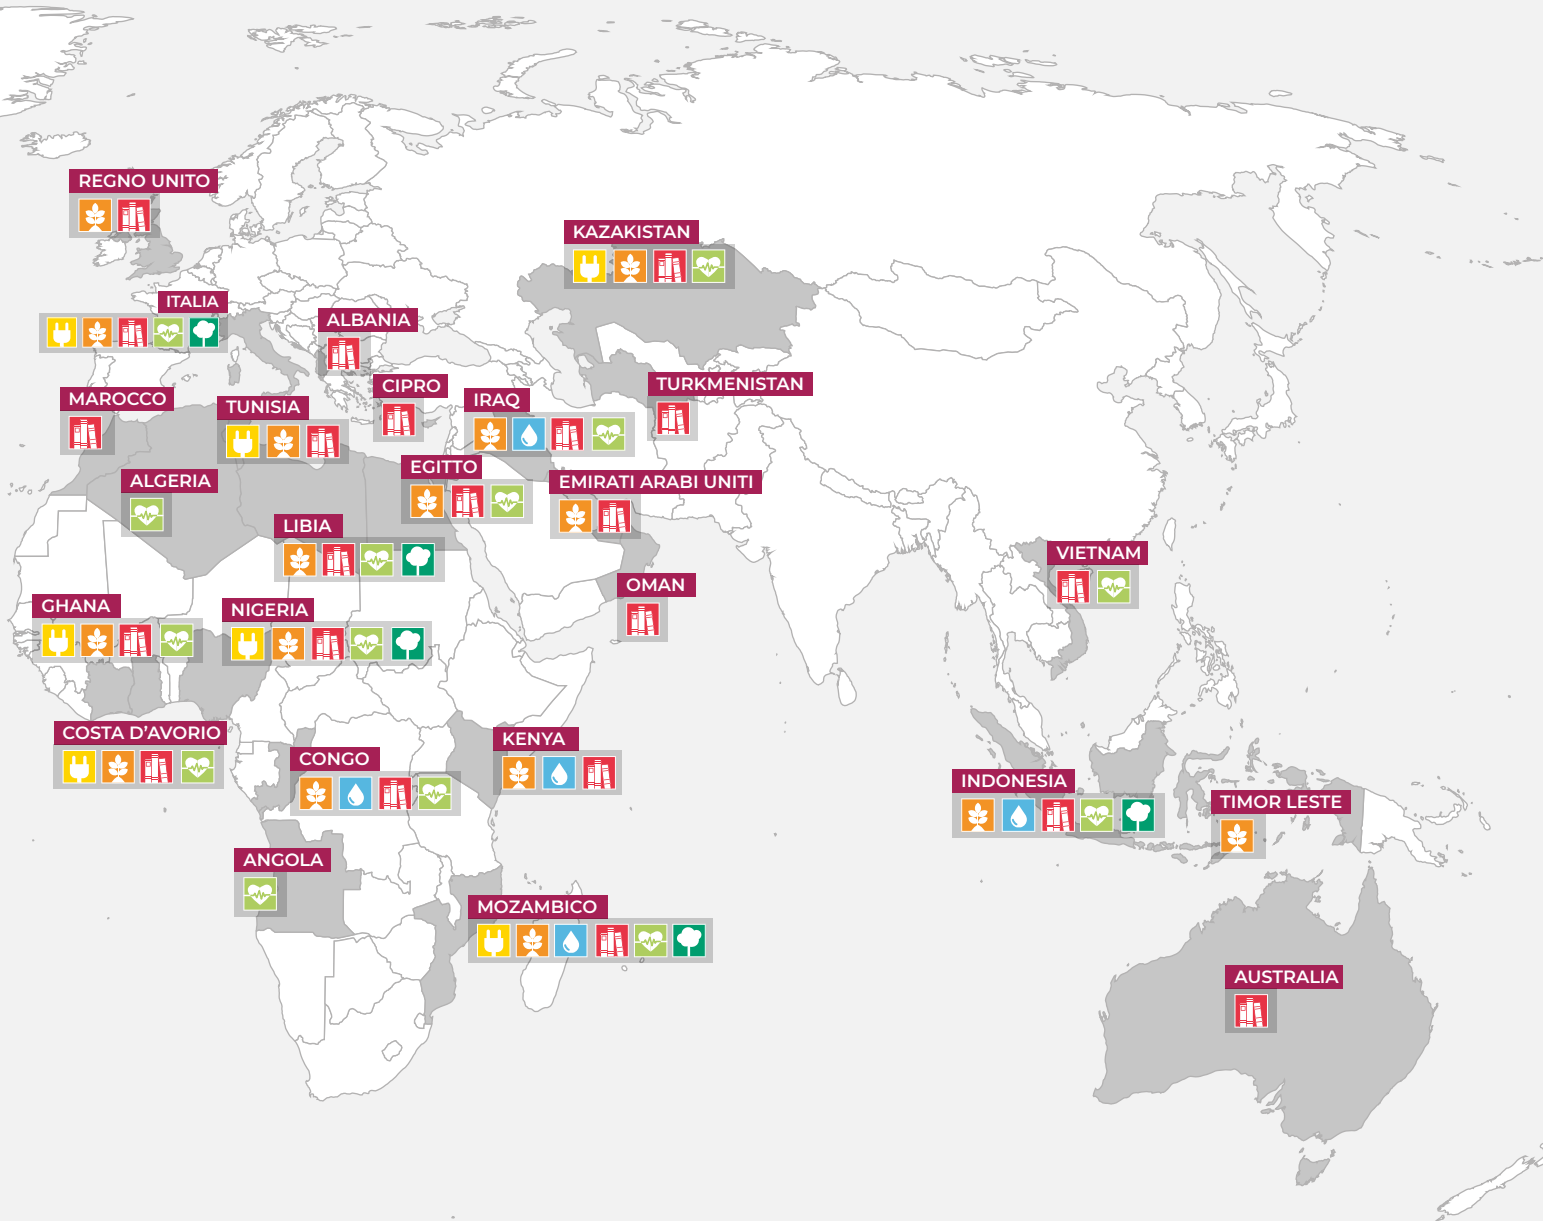 REGNO UNITO
KAZAKISTAN
ITALIA
ALBANIA
CIPRO
TURKMENISTAN
MAROCCO
TUNISIA
IRAQ
EGITTO
ALGERIA
EMIRATI ARABI UNITI
LIBIA
VIETNAM
OMAN
GHANA
NIGERIA
COSTA D’AVORIO
KENYA
CONGO
INDONESIA
TIMOR LESTE
ANGOLA
MOZAMBICO
AUSTRALIA